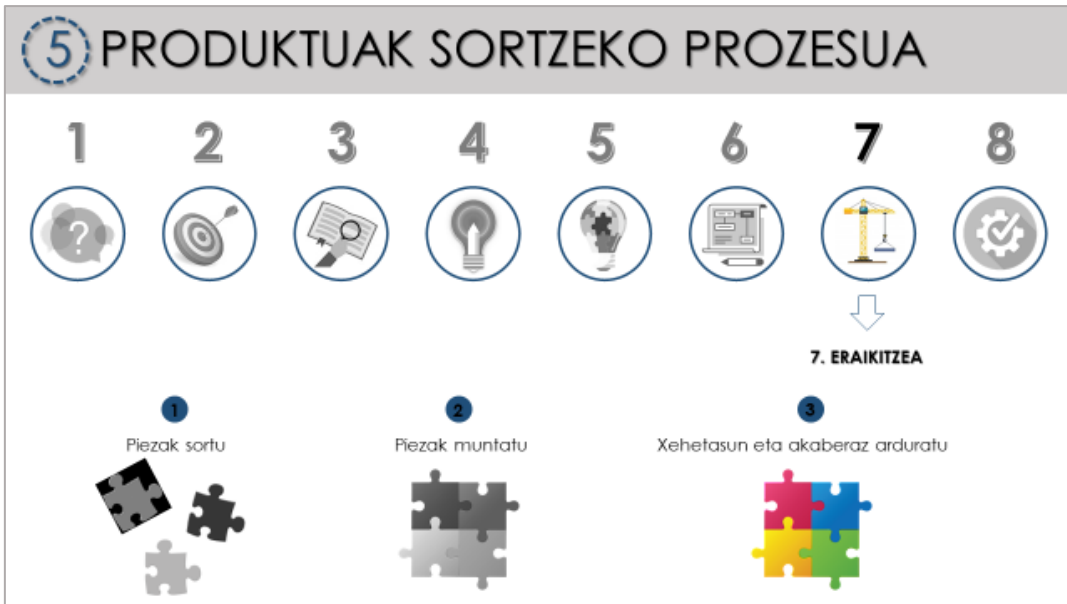 5 PRODUKTUAK SORTZEKO PROZESUA
1 2 3 4 5 6 7 8
?
7. ERAIKITZEA
1 2 3
Piezak sortu Piezak muntatu Xehetasun eta akaberaz arduratu